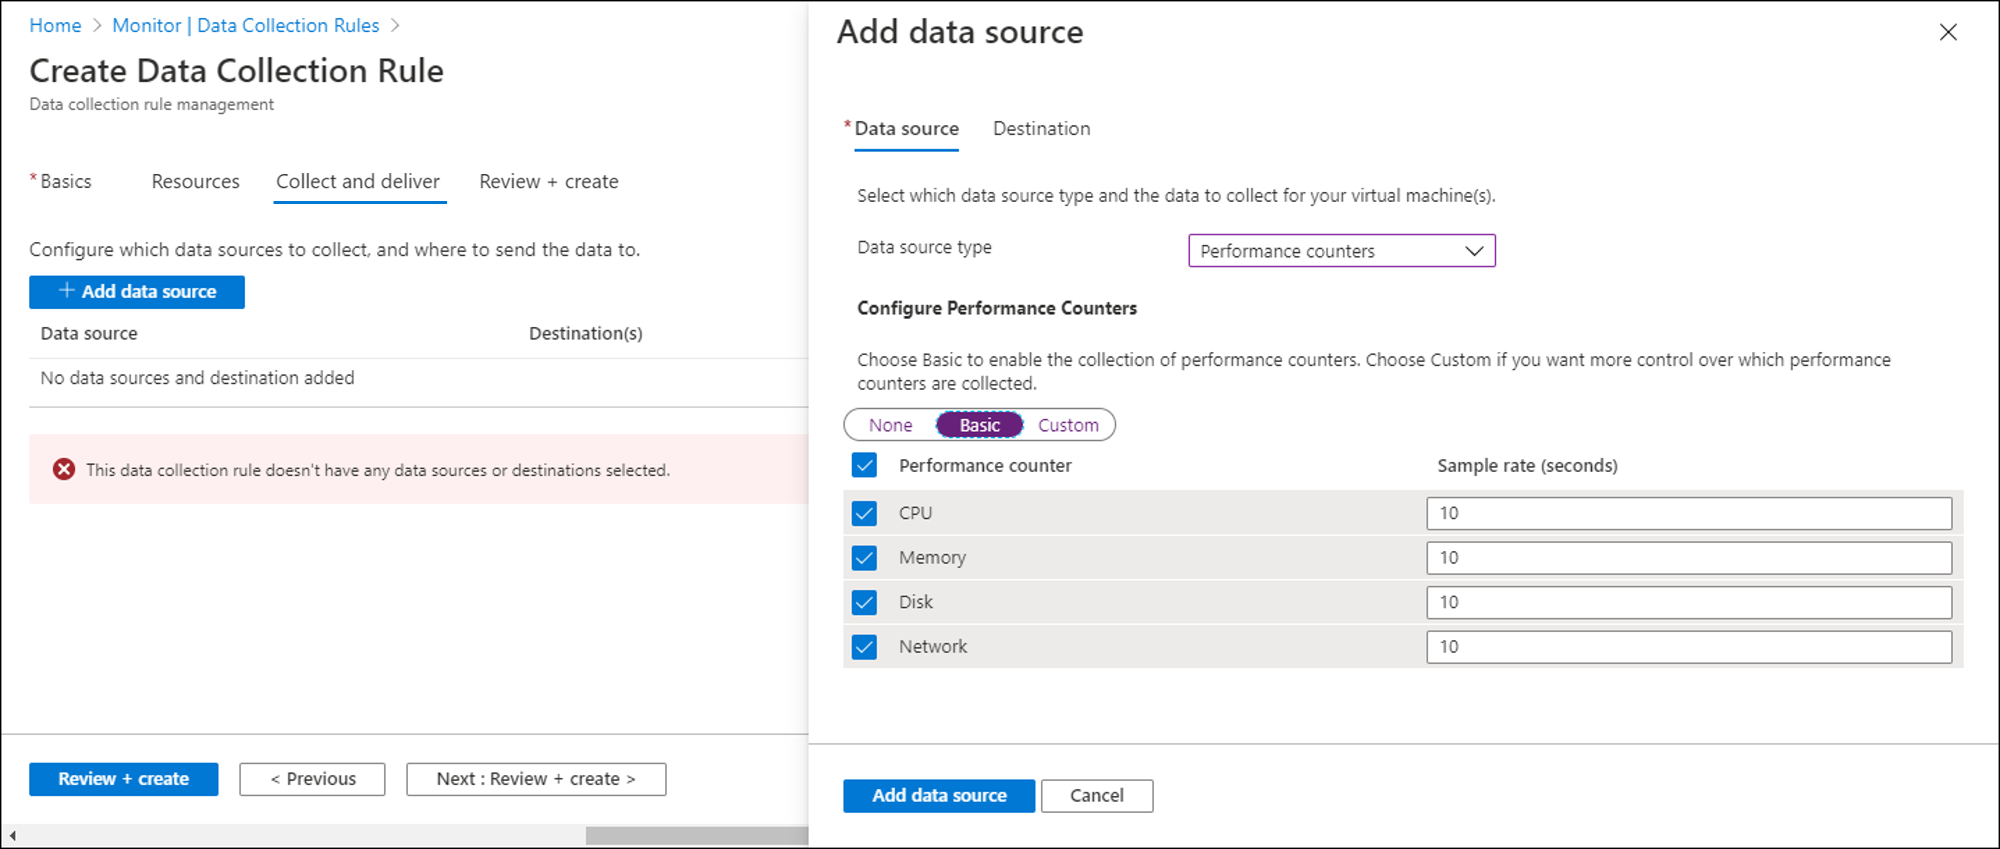 Home > Monitor | Data Collection Rules >
Create Data Collection Rule
Data collection rule management
* Basics Resources Collect and deliver Review + create
Configure which data sources to collect, and where to send the data to.
+ Add data source
Data source Destination(s)
No data sources and destination added
This data collection rule doesn't have any data sources or destinations selected.
Review + create < Previous Next : Review + create >
Add data source
* Data source Destination
Select which data source type and the data to collect for your virtual machine(s).
Data source type Performance counters
Configure Performance Counters
Choose Basic to enable the collection of performance counters. Choose Custom if you want more control over which performance
counters are collected.
None Basic Custom
Performance counter Sample rate (seconds)
CPU 10
Memory 10
Disk 10
Network 10
Add data source Cancel